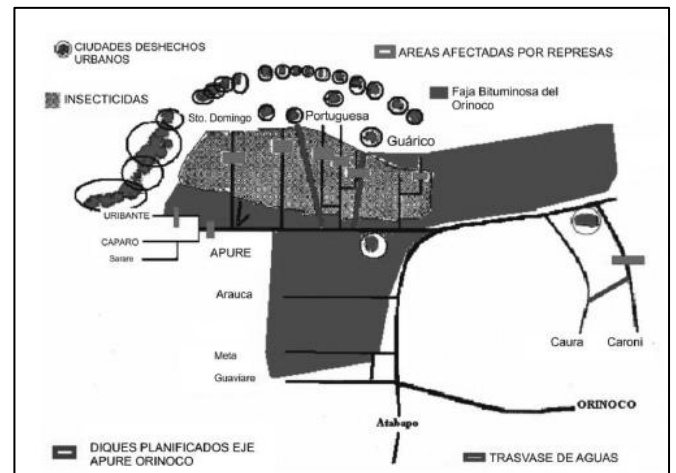 CIUDADES DESHECHOS
URBANOS
AREAS AFECTADAS POR REPRESAS
INSECTICIDAS
Faja Bituminosa del
Orinoco
Sto. Domingo
Portuguesa
Guárico
URIBANTE
CAPARO
Sarare
APURE
Arauca
Meta
Guaviare
Caura
Caroni
ORINOCO
Atabapo
DIQUES PLANIFICADOS EJE
APURE ORINOCO
TRASVASE DE AGUAS